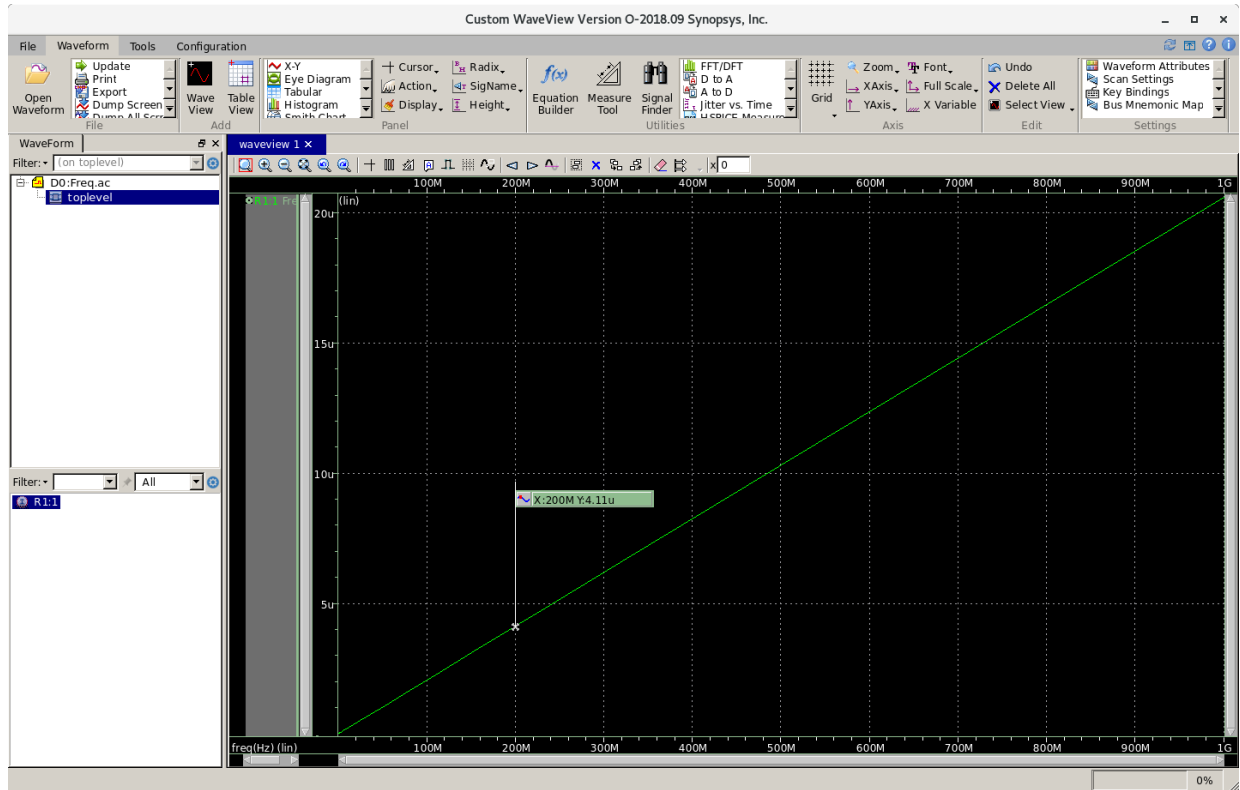 Custom WaveView Version O-2018.09 Synopsys, Inc.
File Waveform Tools Configuration
Open Waveform
Update
Print
Export
Dump Screen
File
Wave View
Table View
Add
X-Y
Eye Diagram
Tabular
Histogram
Smith Chart
Cursor
Action
Display
Radix
SigName
Height
Panel
f(x)
Equation Builder
Measure Tool
Signal Finder
FFT/DFT
D to A
A to D
Jitter vs. Time
Utilities
Grid
Zoom
XAxis
YAxis
Font
Full Scale
X Variable
Axis
Undo
Delete All
Select View
Edit
Waveform Attributes
Scan Settings
Key Bindings
Bus Mnemonic Map
Settings
WaveForm
Filter: (on toplevel)
D0:Freq.ac
toplevel
Filter: All
R1:1
waveview 1
x 0
100M 200M 300M 400M 500M 600M 700M 800M 900M 1G
R1:1 Fre
(lin)
20u
15u
10u
X:200M Y:4.11u
5u
freq(Hz) (lin) 100M 200M 300M 400M 500M 600M 700M 800M 900M 1G
0%